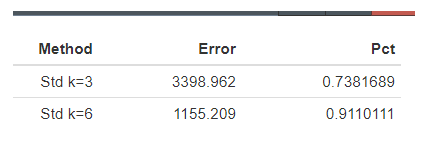 Method Error Pct
Std k=3 3398.962 0.7381689
Std k=6 1155.209 0.9110111